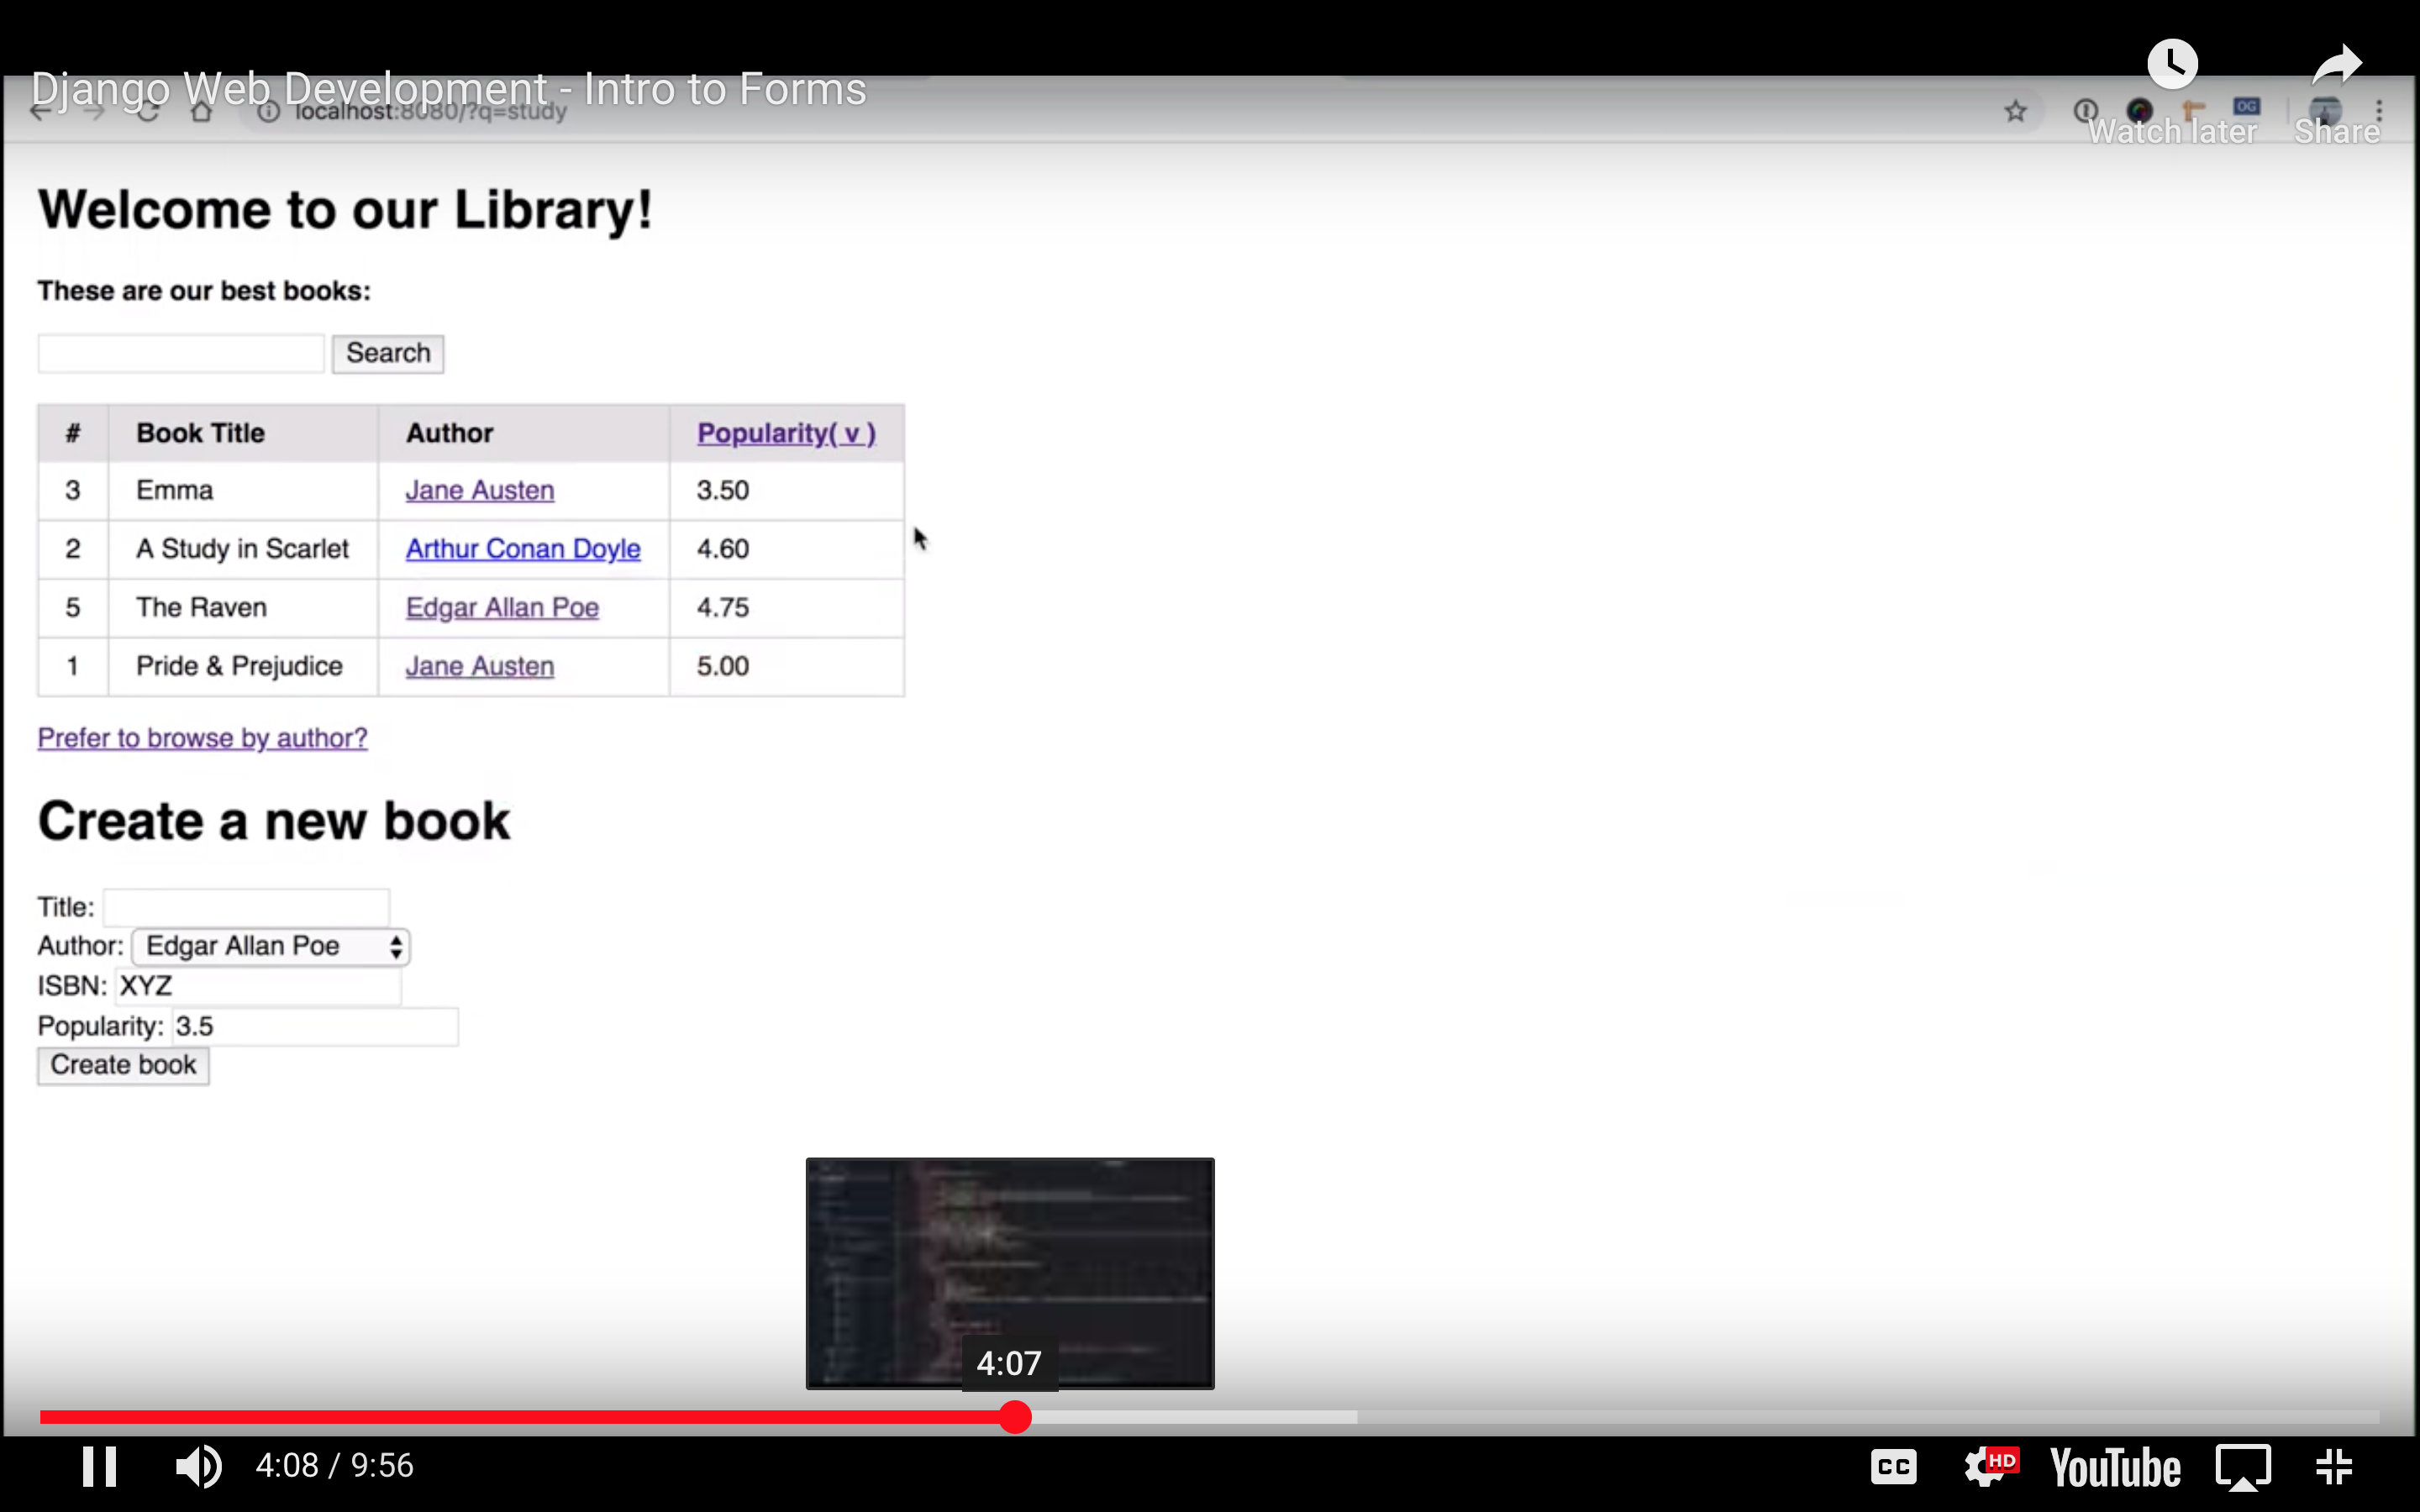 Django Web Development - Intro to Forms
localhost:8080/?q=study
OG
Watch later
Share
Welcome to our Library!
These are our best books:
Search
# Book Title Author Popularity( v )
3 Emma Jane Austen 3.50
2 A Study in Scarlet Arthur Conan Doyle 4.60
5 The Raven Edgar Allan Poe 4.75
1 Pride & Prejudice Jane Austen 5.00
Prefer to browse by author?
Create a new book
Title:
Author: Edgar Allan Poe
ISBN: XYZ
Popularity: 3.5
Create book
4:07
4:08 / 9:56
CC
HD
YouTube